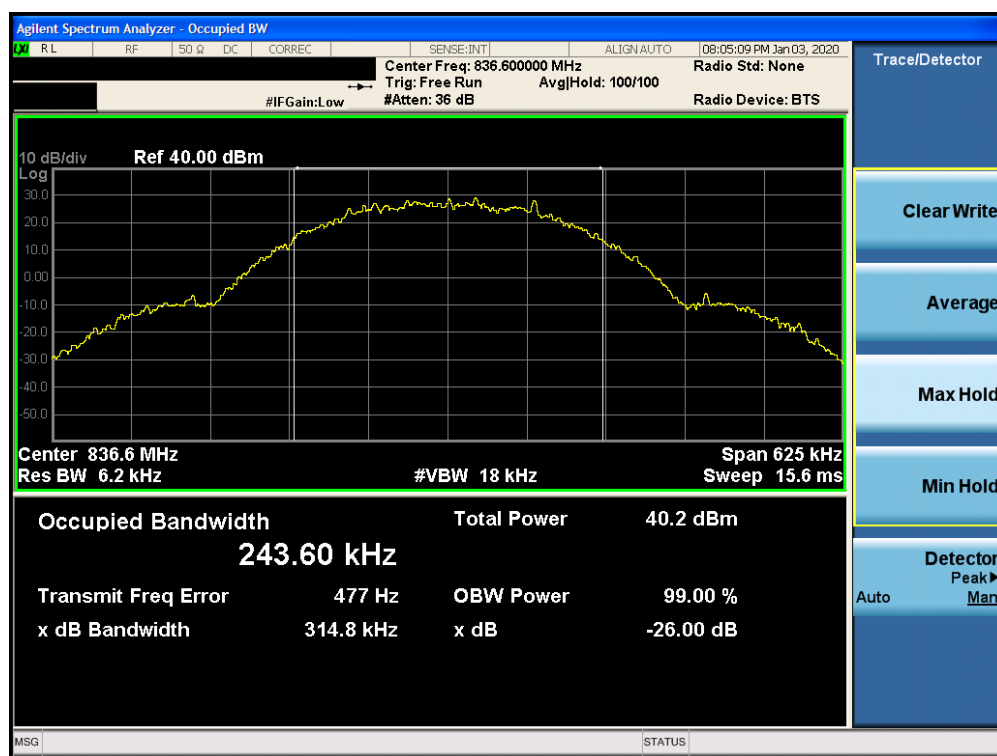 Agilent Spectrum Analyzer - Occupied BW
LXI RL RF 50 Ω DC CORREC SENSE:INT ALIGN AUTO 08:05:09 PM Jan 03, 2020
Center Freq: 836.600000 MHz Radio Std: None
Trig: Free Run Avg|Hold: 100/100
#IFGain:Low #Atten: 36 dB Radio Device: BTS
10 dB/div Ref 40.00 dBm
Log
30.0
20.0
10.0
0.00
-10.0
-20.0
-30.0
-40.0
-50.0
Center 836.6 MHz Span 625 kHz
Res BW 6.2 kHz #VBW 18 kHz Sweep 15.6 ms
Occupied Bandwidth Total Power 40.2 dBm
243.60 kHz
Transmit Freq Error 477 Hz OBW Power 99.00 %
x dB Bandwidth 314.8 kHz x dB -26.00 dB
MSG STATUS
Trace/Detector
Clear Write
Average
Max Hold
Min Hold
Detector
Peak▶
Auto Man